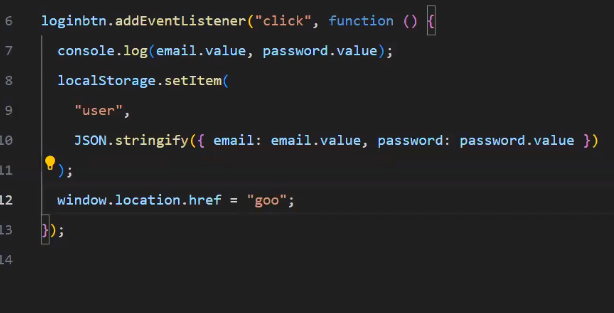 6 loginbtn.addEventListener("click", function () {
7 console.log(email.value, password.value);
8 localStorage.setItem(
9 "user",
10 JSON.stringify({ email: email.value, password: password.value })
11 );
12 window.location.href = "goo";
13 });
14